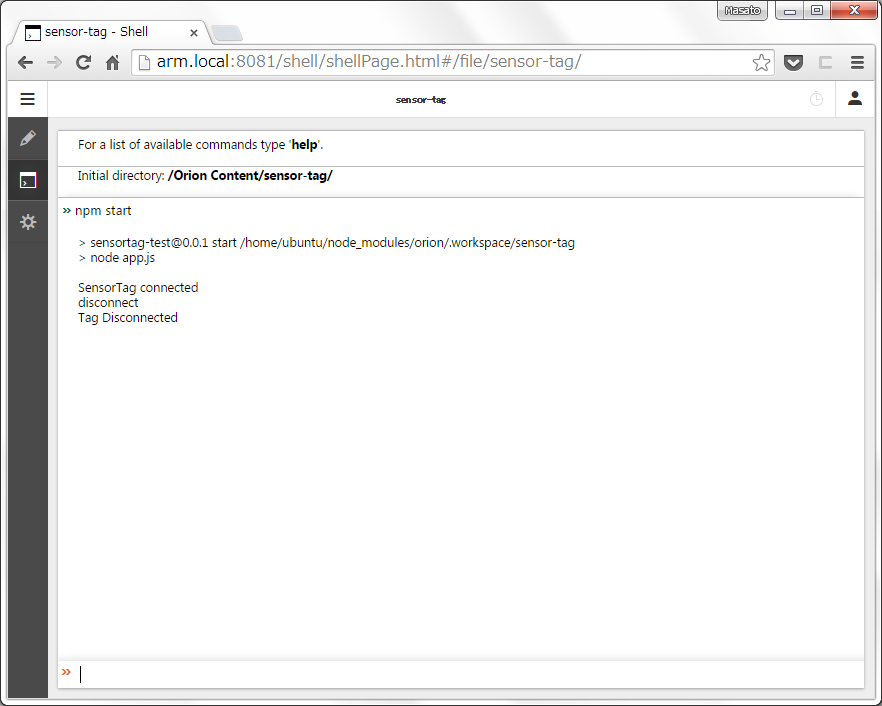 Masato
sensor-tag - Shell
arm.local:8081/shell/shellPage.html#/file/sensor-tag/
sensor-tag
For a list of available commands type 'help'.
Initial directory: /Orion Content/sensor-tag/
» npm start
> sensortag-test@0.0.1 start /home/ubuntu/node_modules/orion/.workspace/sensor-tag
> node app.js
SensorTag connected
disconnect
Tag Disconnected
»